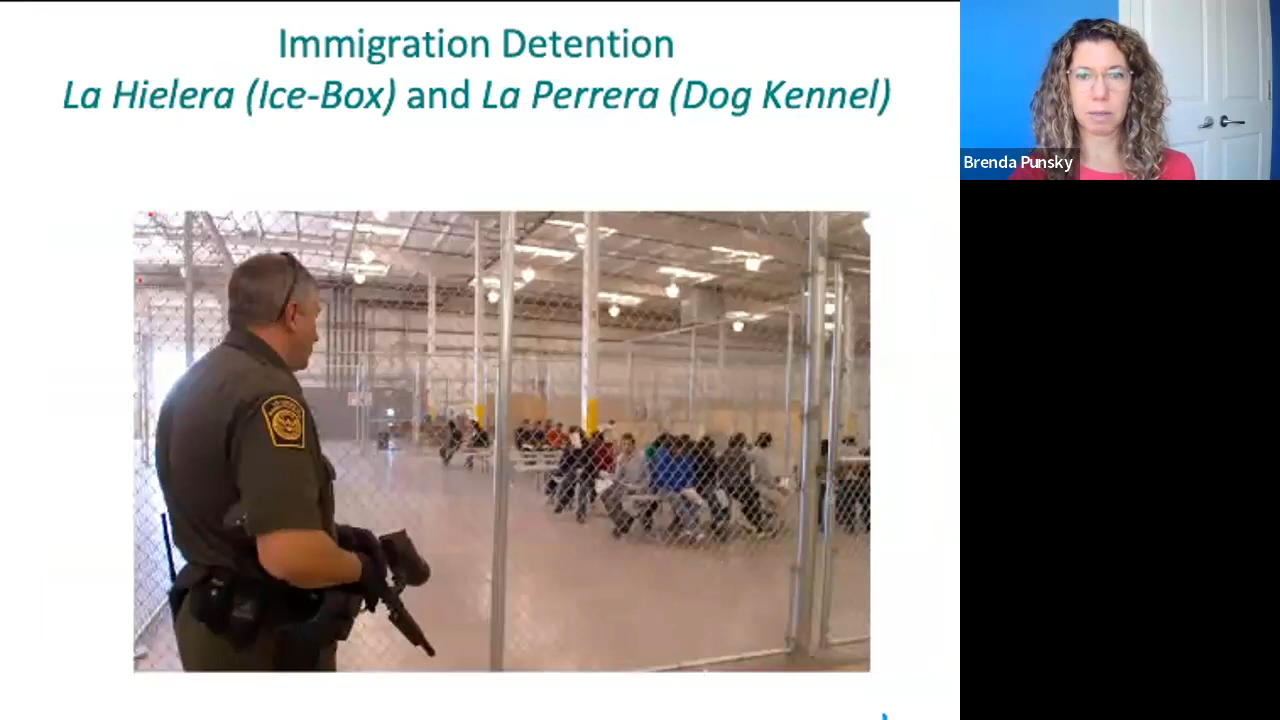 Immigration Detention
La Hielera (Ice-Box) and La Perrera (Dog Kennel)
Brenda Punsky